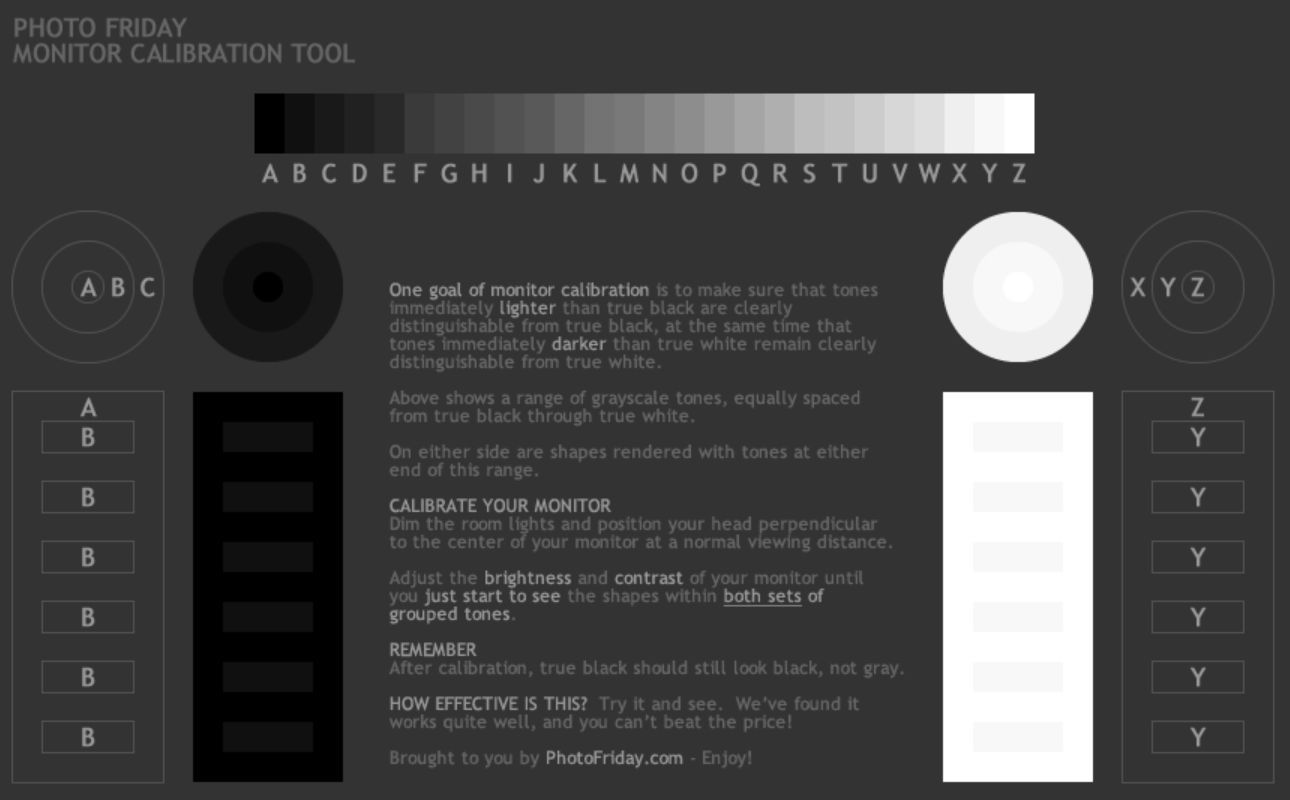 PHOTO FRIDAY
MONITOR CALIBRATION TOOL
A B C D E F G H I J K L M N O P Q R S T U V W X Y Z
A B C
X Y Z
A
B
B
B
B
B
B
One goal of monitor calibration is to make sure that tones
immediately lighter than true black are clearly
distinguishable from true black, at the same time that
tones immediately darker than true white remain clearly
distinguishable from true white.
Above shows a range of grayscale tones, equally spaced
from true black through true white.
On either side are shapes rendered with tones at either
end of this range.
CALIBRATE YOUR MONITOR
Dim the room lights and position your head perpendicular
to the center of your monitor at a normal viewing distance.
Adjust the brightness and contrast of your monitor until
you just start to see the shapes within both sets of
grouped tones.
REMEMBER
After calibration, true black should still look black, not gray.
HOW EFFECTIVE IS THIS? Try it and see. We've found it
works quite well, and you can't beat the price!
Brought to you by PhotoFriday.com - Enjoy!
Z
Y
Y
Y
Y
Y
Y